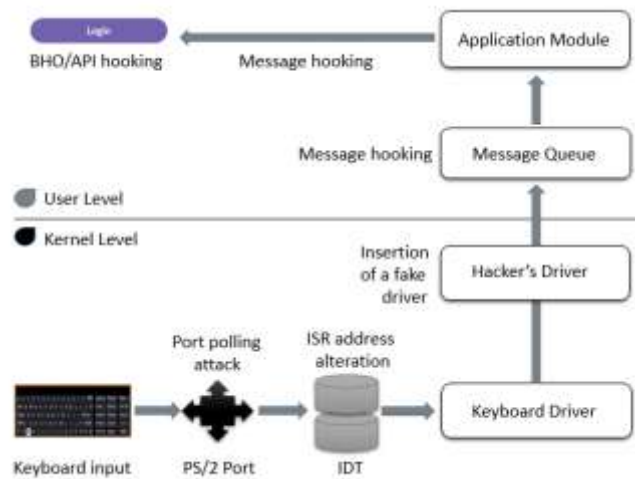 Login
Application Module
BHO/API hooking
Message hooking
Message hooking
Message Queue
User Level
Kernel Level
Insertion
of a fake
driver
Hacker's Driver
Port polling
attack
ISR address
alteration
Keyboard Driver
Keyboard input
PS/2 Port
IDT